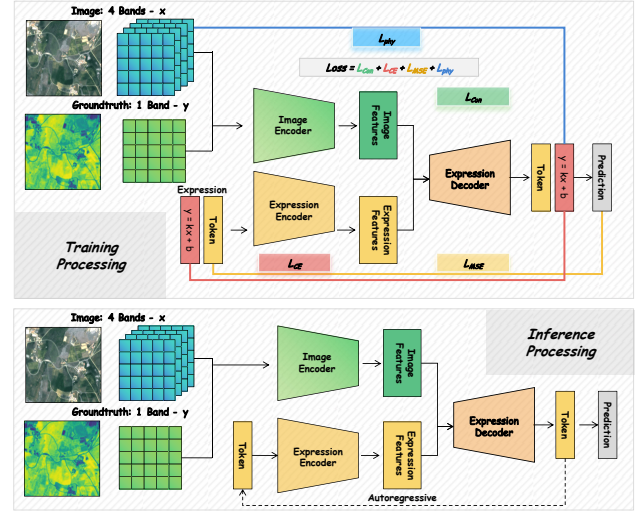 Image: 4 Bands - x
L_phy
Loss = L_Con + L_CE + L_MSE + L_phy
Groundtruth: 1 Band - y
Image
Encoder
Image
Features
L_Con
Expression
y = kx + b
Token
Expression
Encoder
Expression
Features
Expression
Decoder
Token
y = kx + b
Prediction
Training
Processing
L_CE
L_MSE
Image: 4 Bands - x
Inference
Processing
Image
Encoder
Image
Features
Groundtruth: 1 Band - y
Token
Expression
Encoder
Expression
Features
Expression
Decoder
Token
Prediction
Autoregressive